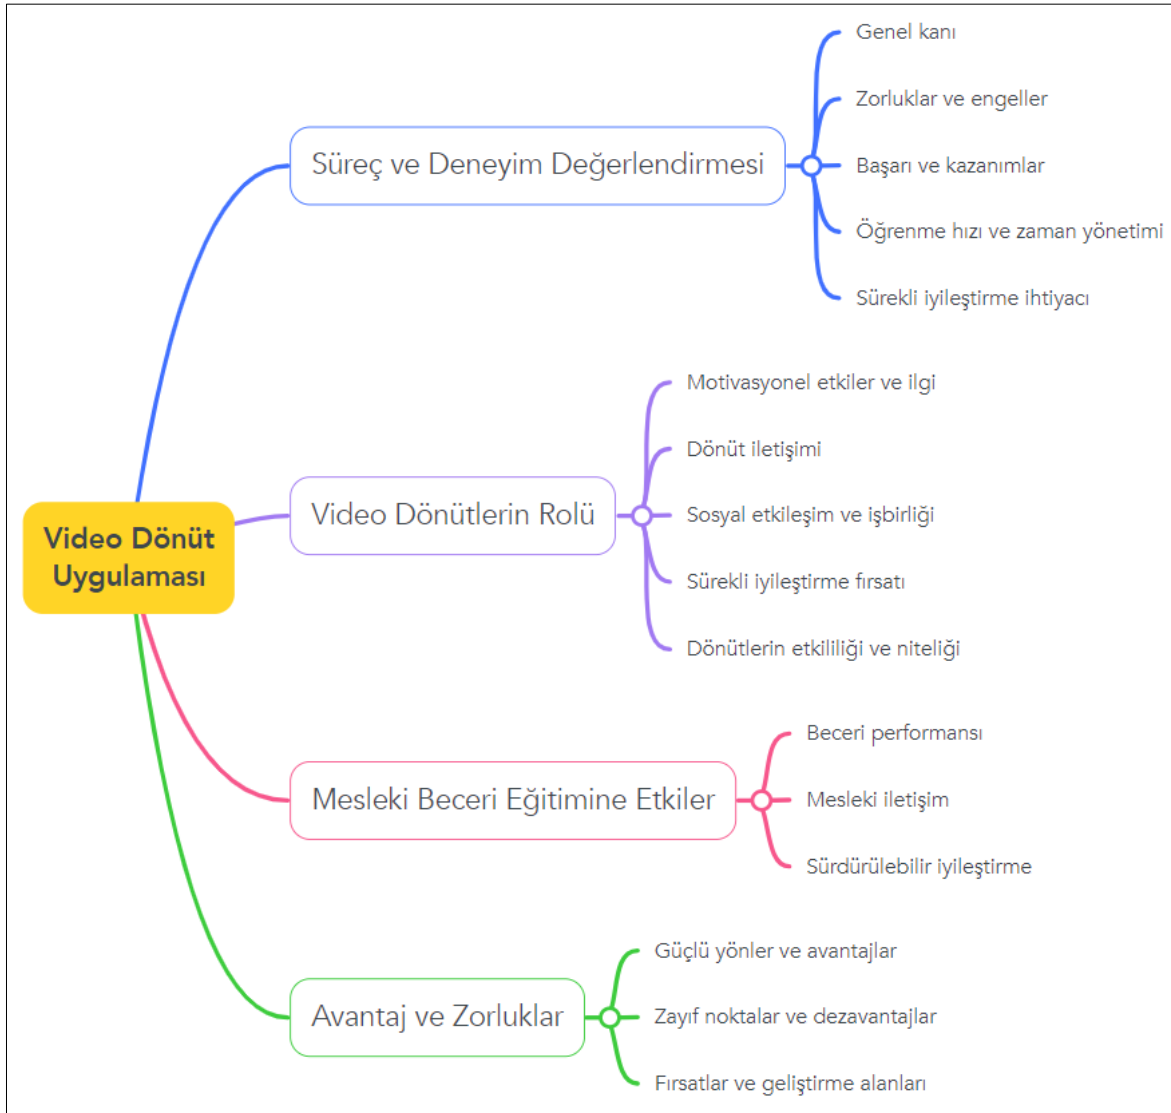 Video Dönüt
Uygulaması
Süreç ve Deneyim Değerlendirmesi
Genel kanı
Zorluklar ve engeller
Başarı ve kazanımlar
Öğrenme hızı ve zaman yönetimi
Sürekli iyileştirme ihtiyacı
Video Dönütlerin Rolü
Motivasyonel etkiler ve ilgi
Dönüt iletişimi
Sosyal etkileşim ve işbirliği
Sürekli iyileştirme fırsatı
Dönütlerin etkililiği ve niteliği
Mesleki Beceri Eğitimine Etkiler
Beceri performansı
Mesleki iletişim
Sürdürülebilir iyileştirme
Avantaj ve Zorluklar
Güçlü yönler ve avantajlar
Zayıf noktalar ve dezavantajlar
Fırsatlar ve geliştirme alanları